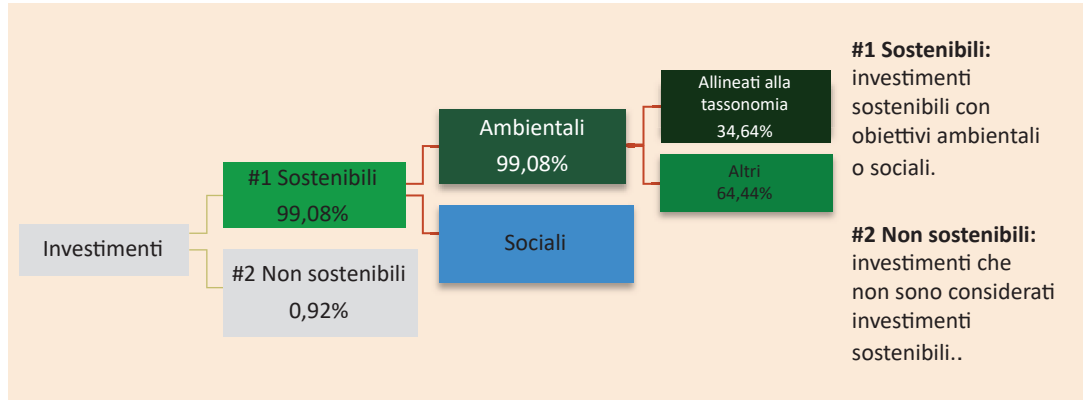 Investimenti
#1 Sostenibili
99,08%
#2 Non sostenibili
0,92%
Ambientali
99,08%
Sociali
Allineati alla
tassonomia
34,64%
Altri
64,44%
#1 Sostenibili:
investimenti
sostenibili con
obiettivi ambientali
o sociali.
#2 Non sostenibili:
investimenti che
non sono considerati
investimenti
sostenibili..